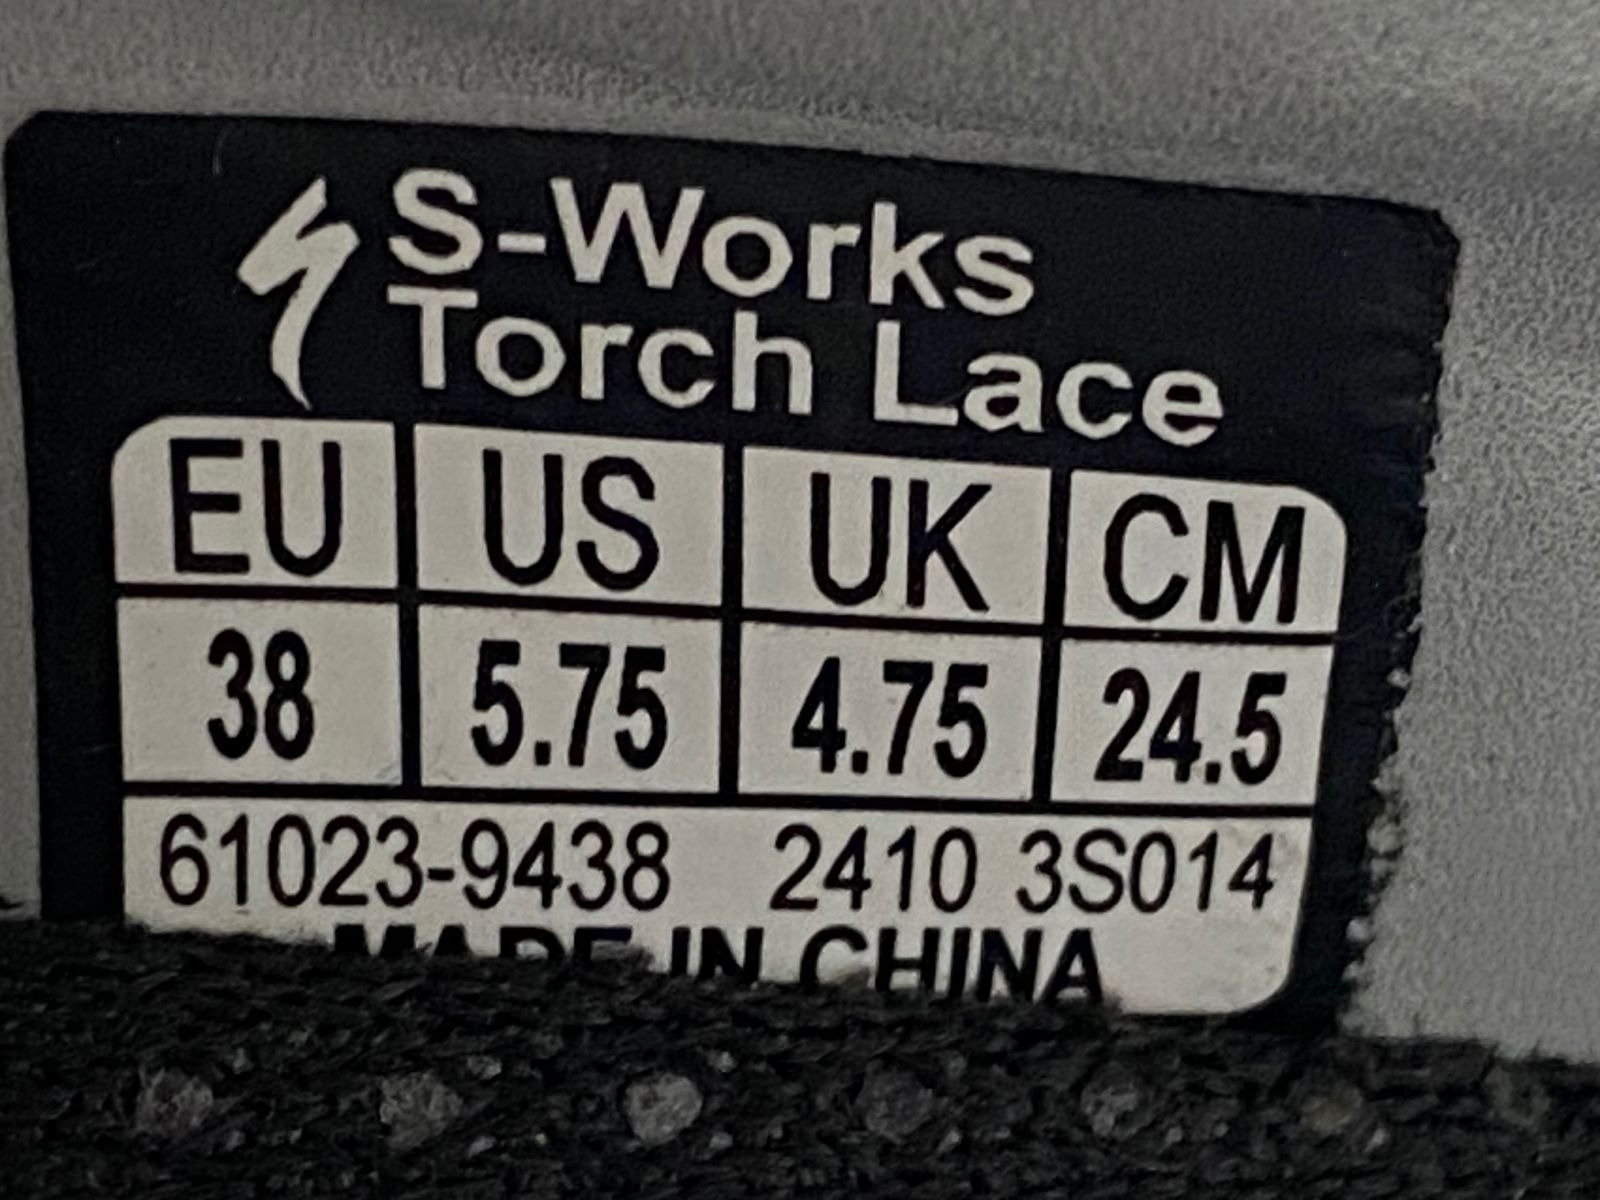 S-Works
Torch Lace
EU US UK CM
38 5.75 4.75 24.5
61023-9438 2410 3S014
MADE IN CHINA